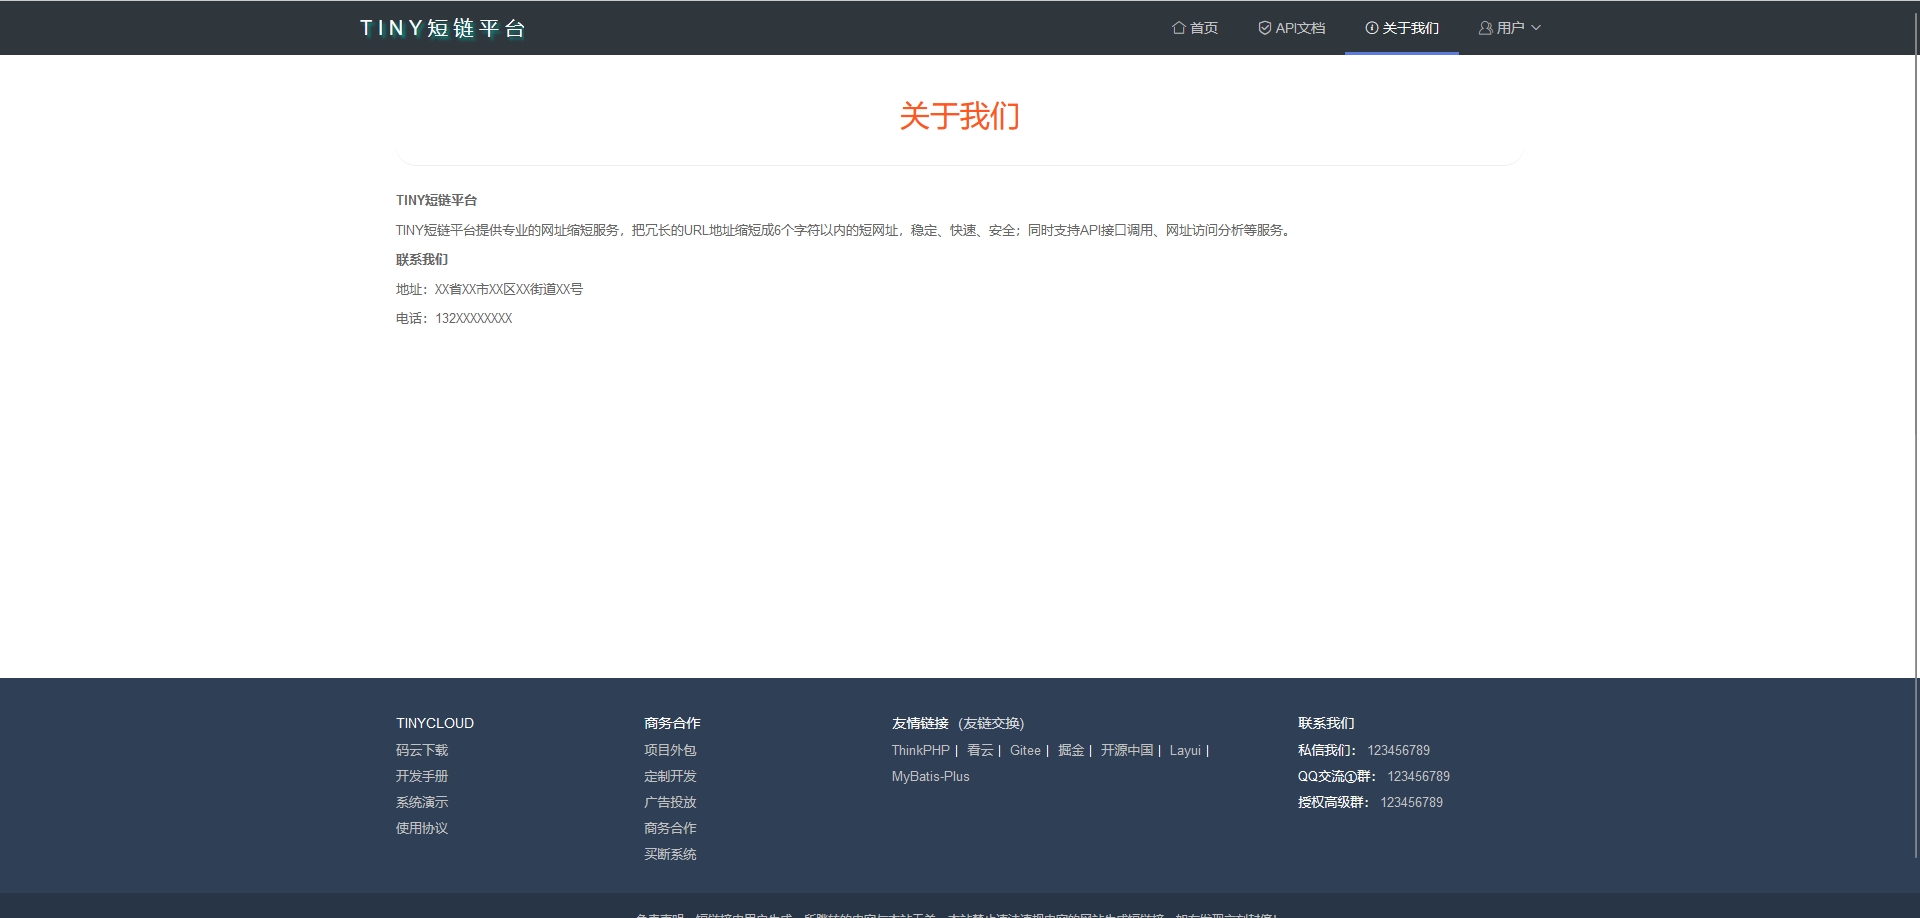 TINY短链平台
首页 API文档 关于我们 用户
关于我们
TINY短链平台
TINY短链平台提供专业的网址缩短服务，把冗长的URL地址缩短成6个字符以内的短网址，稳定、快速、安全；同时支持API接口调用、网址访问分析等服务。
联系我们
地址：XX省XX市XX区XX街道XX号
电话：132XXXXXXXX
TINYCLOUD
码云下载
开发手册
系统演示
使用协议
商务合作
项目外包
定制开发
广告投放
商务合作
买断系统
友情链接（友链交换）
ThinkPHP | 看云 | Gitee | 掘金 | 开源中国 | Layui |
MyBatis-Plus
联系我们
私信我们： 123456789
QQ交流①群： 123456789
授权高级群： 123456789